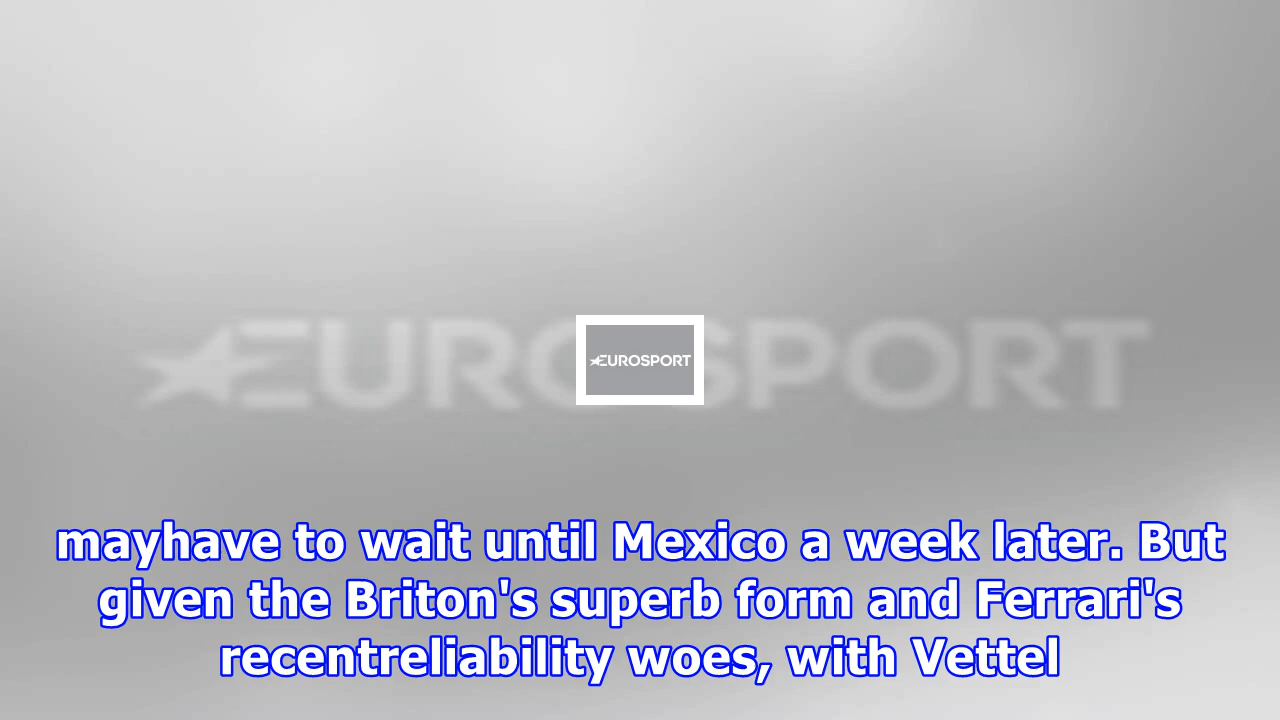 EUROSPORT
EUROSPORT
mayhave to wait until Mexico a week later. But
given the Briton's superb form and Ferrari's
recentreliability woes, with Vettel